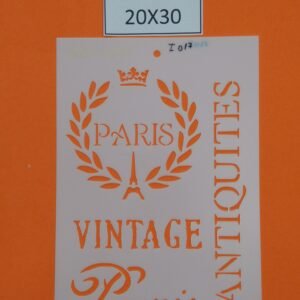 20X30
I 017
PARIS
VINTAGE
ANTIQUITES